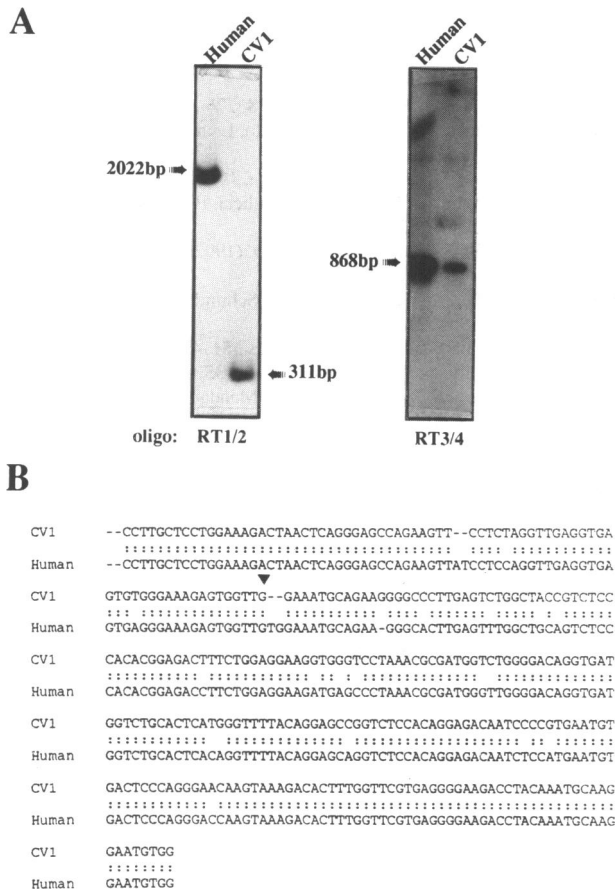 A
Human
CV1
Human
CV1
2022bp
868bp
311bp
oligo: RT1/2
RT3/4
B
CV1 --CCTTGCTCCTGGAAAGACTAACTCAGGGAGCCAGAAGTT--CCTCTAGGTTGAGGTGA
Human --CCTTGCTCCTGGAAAGACTAACTCAGGGAGCCAGAAGTTATCCTCCAGGTTGAGGTGA
CV1 GTGTGGGAAAGAGTGGTTG--GAAATGCAGAAGGGGCCCTTGAGTCTGGCTACCGTCTCC
Human GTGAGGGAAAGAGTGGTTGTGGAAATGCAGAA-GGGCACTTGAGTTTGGCTGCAGTCTCC
CV1 CACACGGAGACTTTCTGGAGGAAGGTGGGTCCTAAACGCGATGGTCTGGGGACAGGTGAT
Human CACACGGAGACCTTCTGGAGGAAGATGAGCCCTAAACGCGATGGGTTGGGGACAGGTGAT
CV1 GGTCTGCACTCATGGGTTTTACAGGAGCCGGTCTCCACAGGAGACAATCCCCGTGAATGT
Human GGTCTGCACTCACAGGTTTTACAGGAGCAGGTCTCCACAGGAGACAATCTCCATGAATGT
CV1 GACTCCCAGGGAACAAGTAAAGACACTTTGGTTCGTGAGGGGAAGACCTACAAATGCAAG
Human GACTCCCAGGGACCAAGTAAAGACACTTTGGTTCGTGAGGGGAAGACCTACAAATGCAAG
CV1 GAATGTGG
Human GAATGTGG